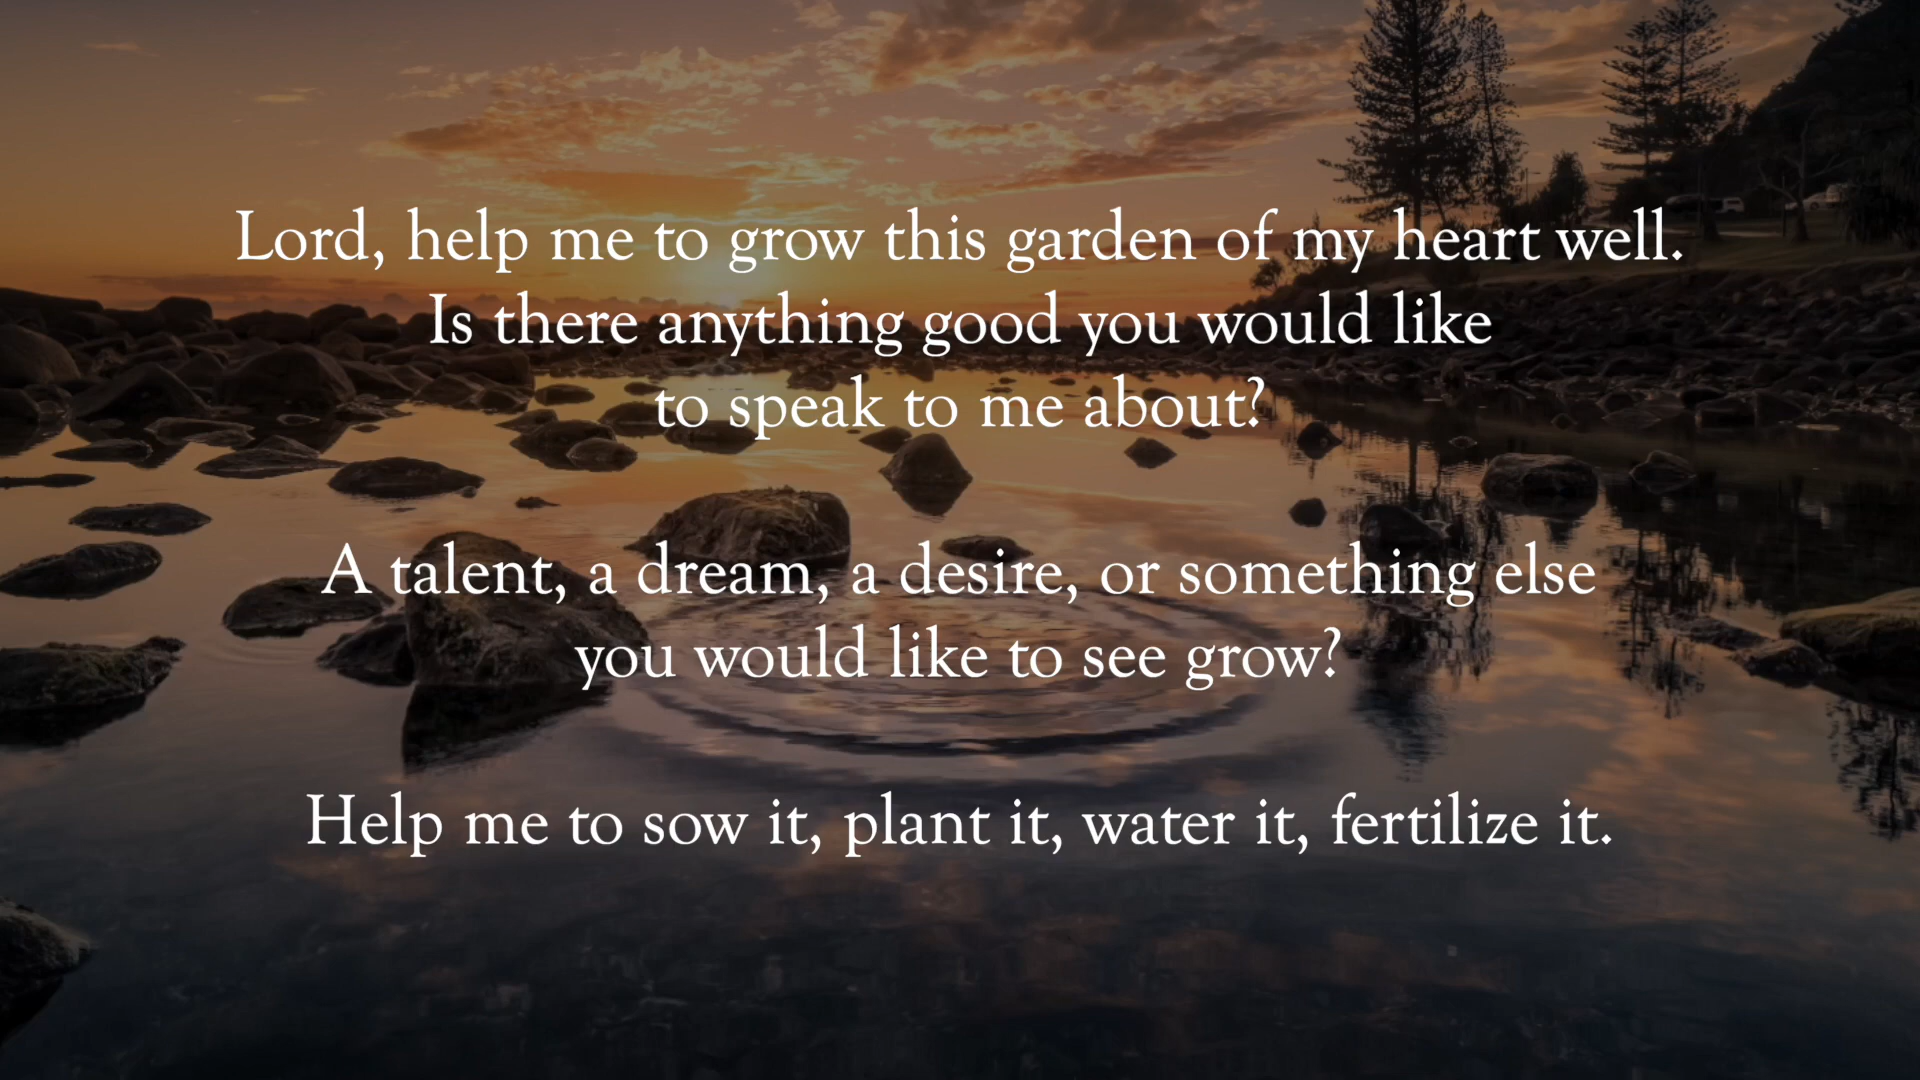 Lord, help me to grow this garden of my heart well.
Is there anything good you would like
to speak to me about?
A talent, a dream, a desire, or something else
you would like to see grow?
Help me to sow it, plant it, water it, fertilize it.